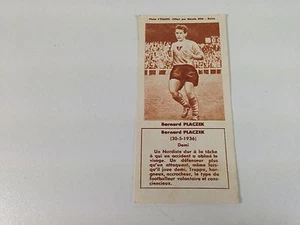 Bernard PLACZEK
Bernard PLACZEK
(30-5-1936)
Demi
Un Nordiste dur à la tâche
à qui un accident a abîmé le
visage. Un défenseur plus
qu'un attaquant, même lors-
qu'il joue demi. Trappu, har-
gneux, accrocheur, le type de
footballeur volontaire et cons-
ciencieux.